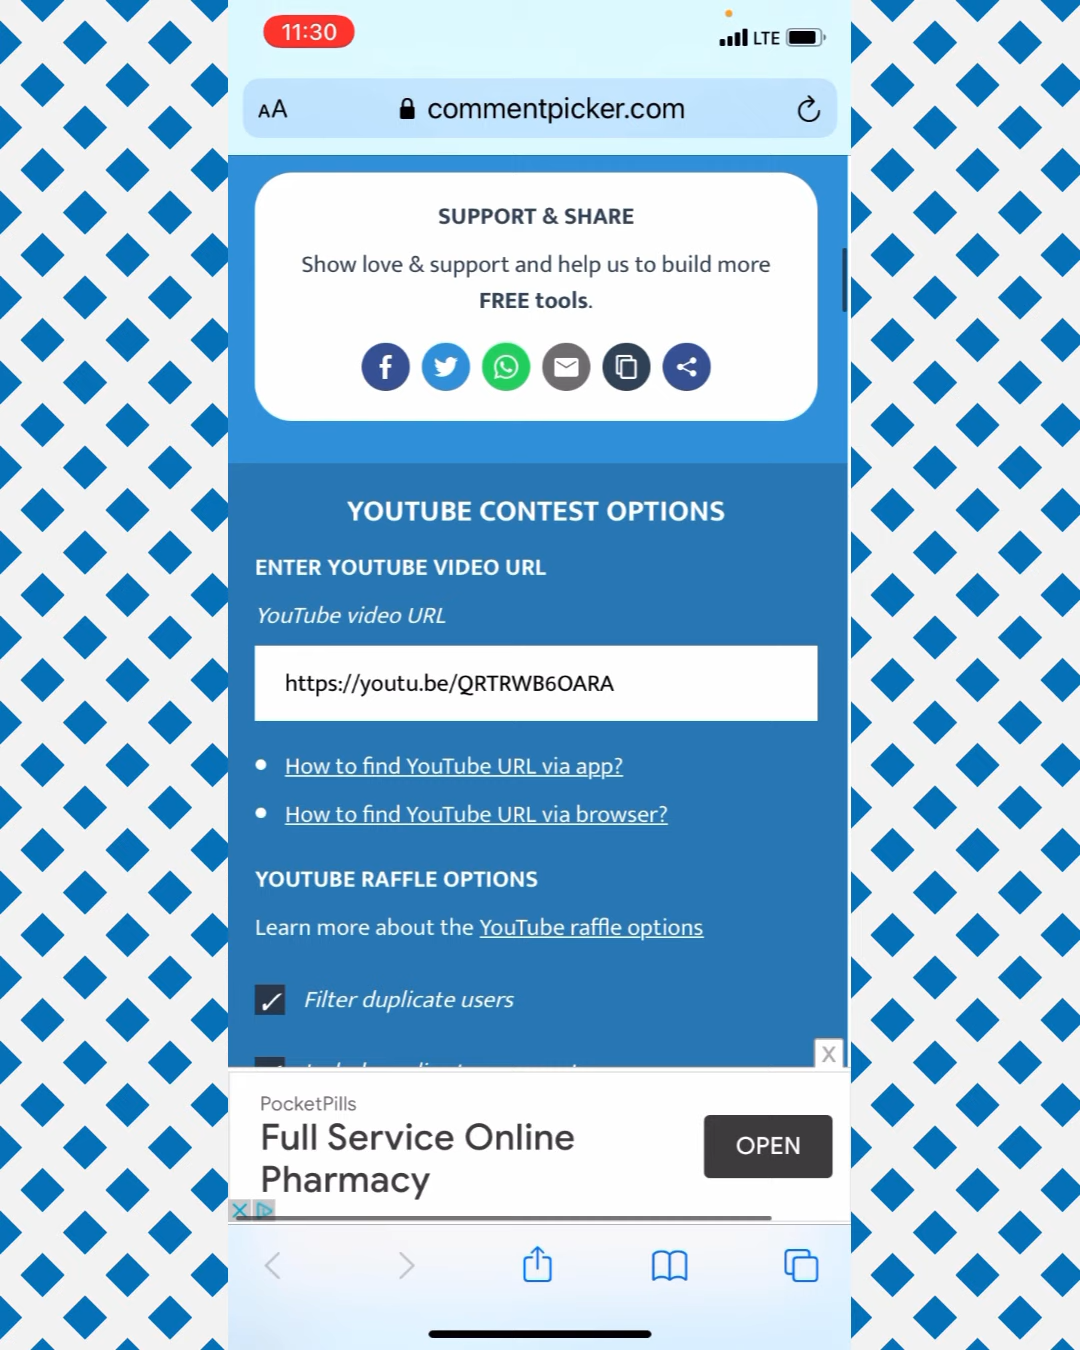 11:30
LTE
AA
commentpicker.com
SUPPORT & SHARE
Show love & support and help us to build more
FREE tools.
YOUTUBE CONTEST OPTIONS
ENTER YOUTUBE VIDEO URL
YouTube video URL
https://youtu.be/QRTRWB6OARA
How to find YouTube URL via app?
How to find YouTube URL via browser?
YOUTUBE RAFFLE OPTIONS
Learn more about the YouTube raffle options
Filter duplicate users
X
PocketPills
Full Service Online
Pharmacy
OPEN